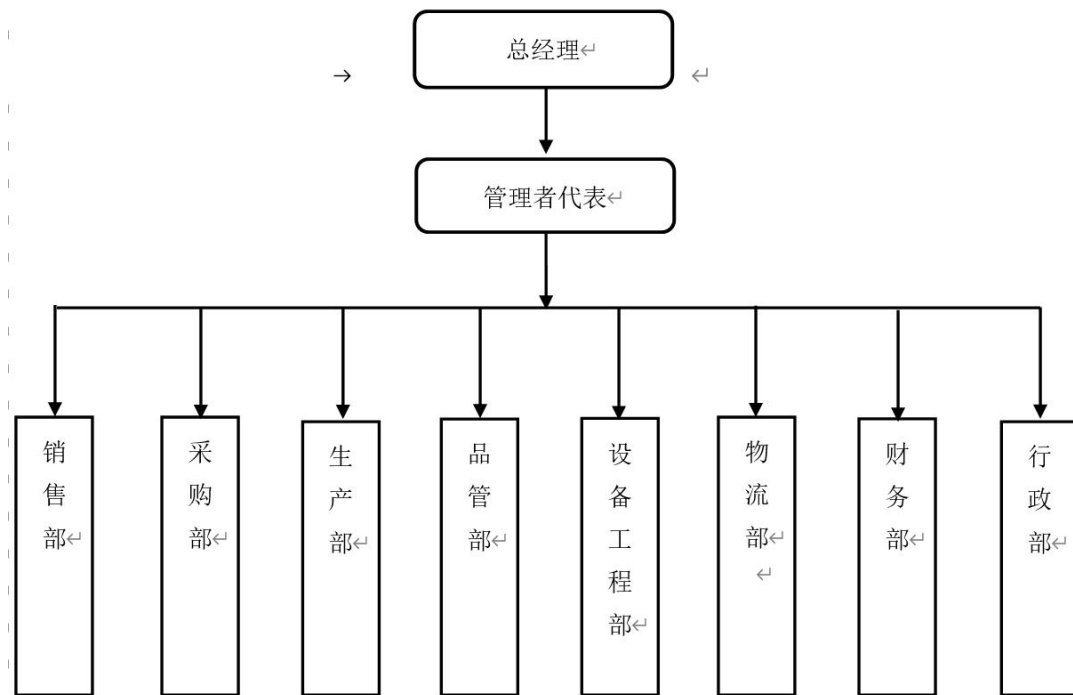 总经理
管理者代表
销售部
采购部
生产部
品管部
设备工程部
物流部
财务部
行政部